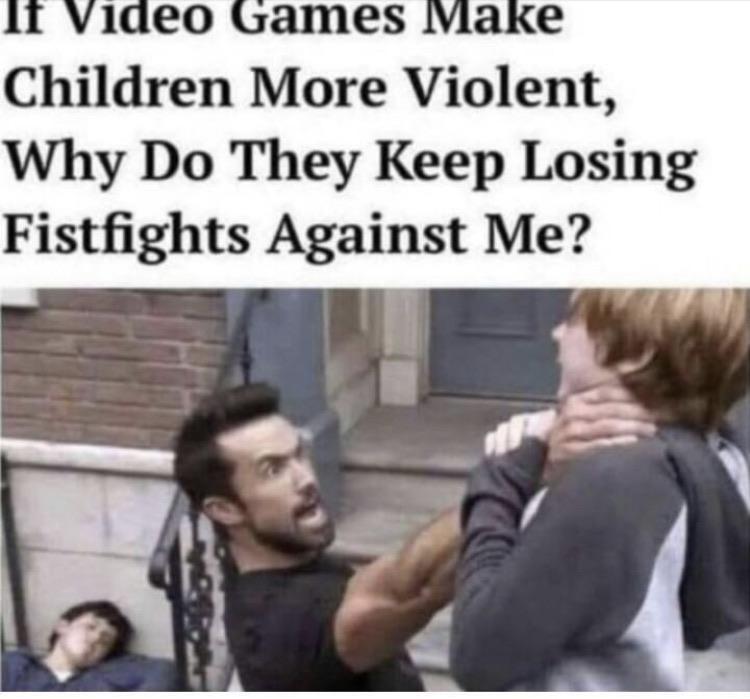 If Video Games Make
Children More Violent,
Why Do They Keep Losing
Fistfights Against Me?